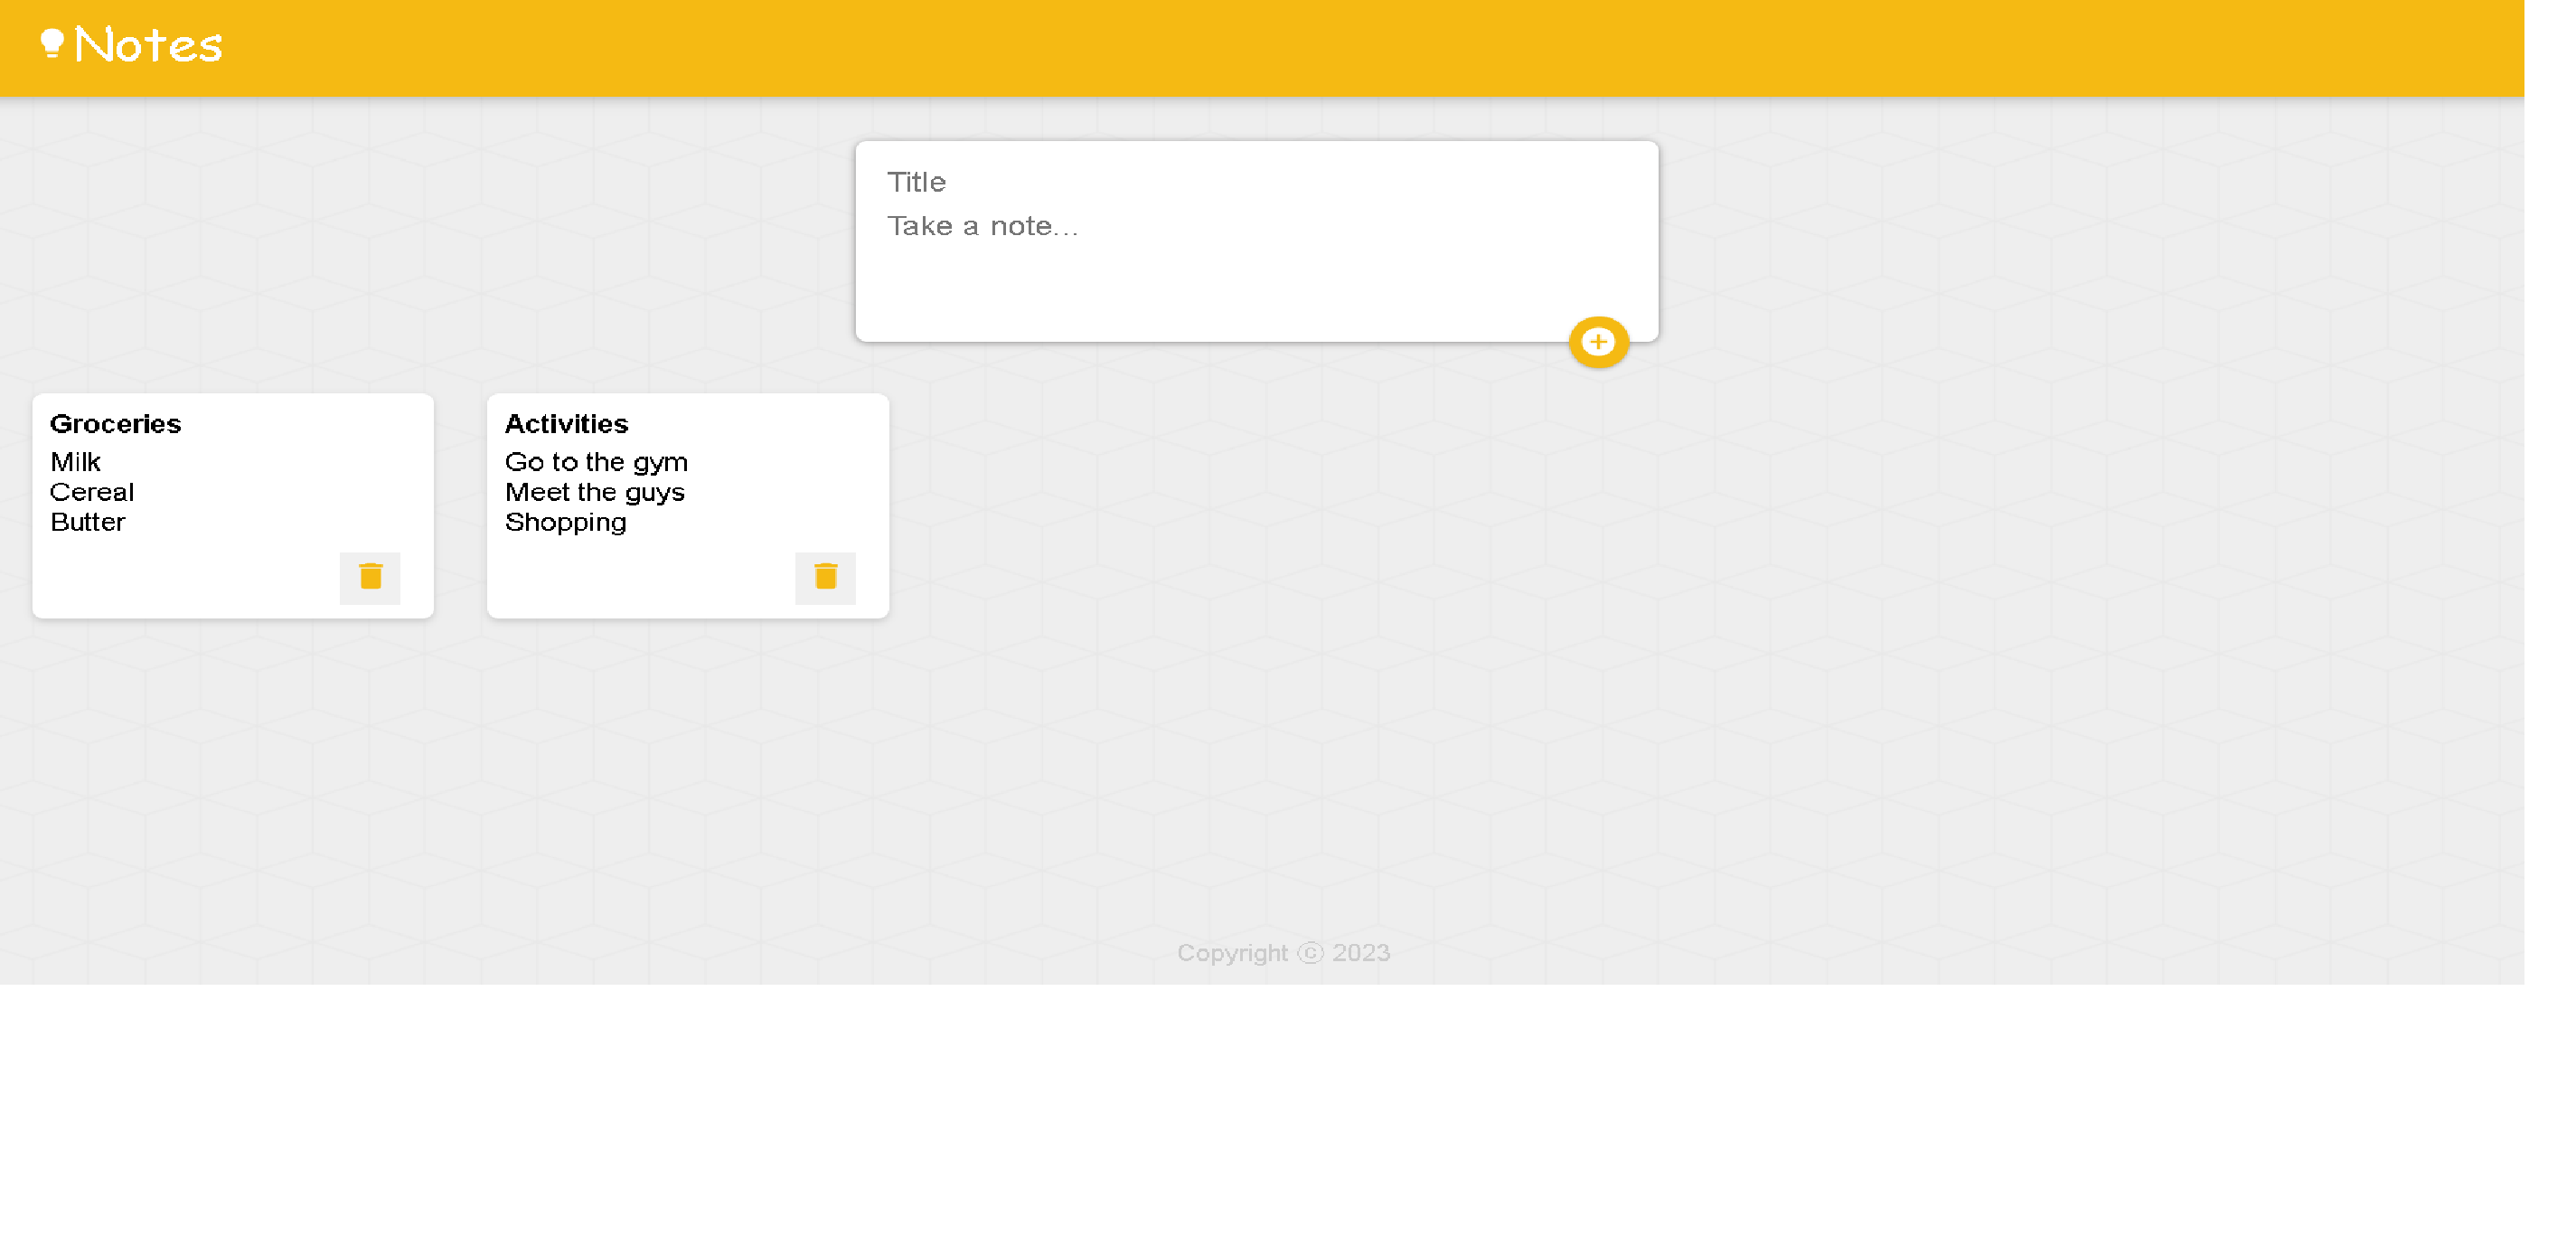 Notes
Title
Take a note...
Groceries
Milk
Cereal
Butter
Activities
Go to the gym
Meet the guys
Shopping
Copyright ⓒ 2023